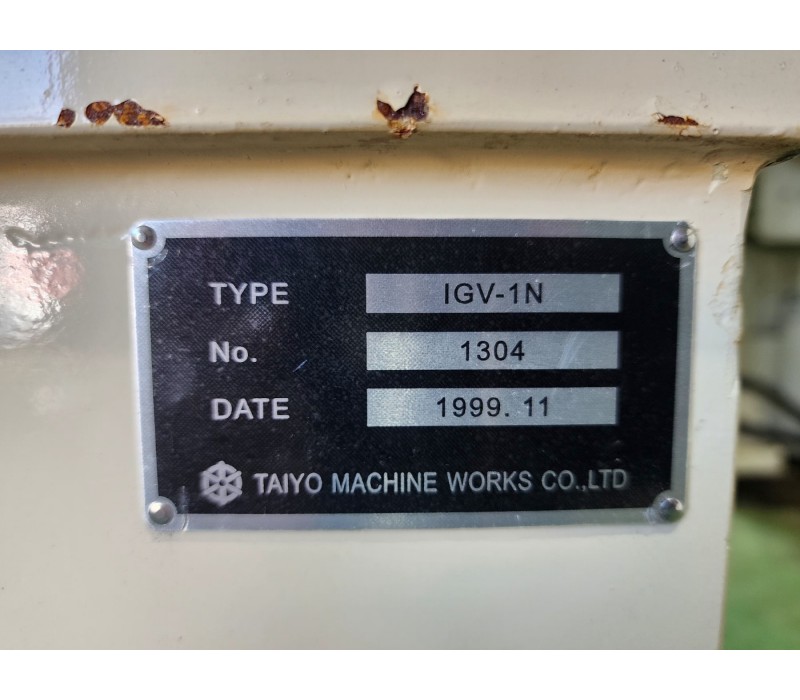 TYPE IGV-1N
No. 1304
DATE 1999. 11
TAIYO MACHINE WORKS CO.,LTD